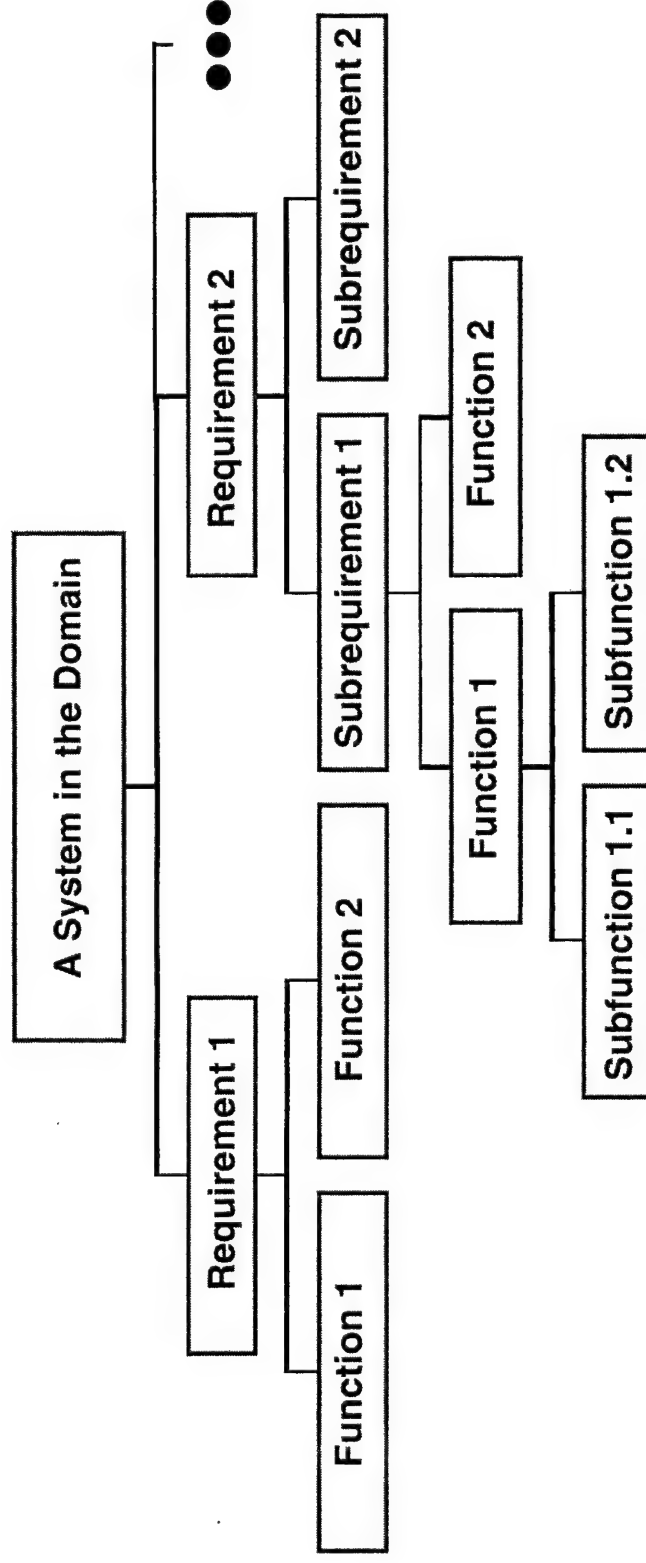 A System in the Domain
Requirement 1
Requirement 2
Function 1
Function 2
Subrequirement 1
Subrequirement 2
Function 1
Function 2
Subfunction 1.1
Subfunction 1.2